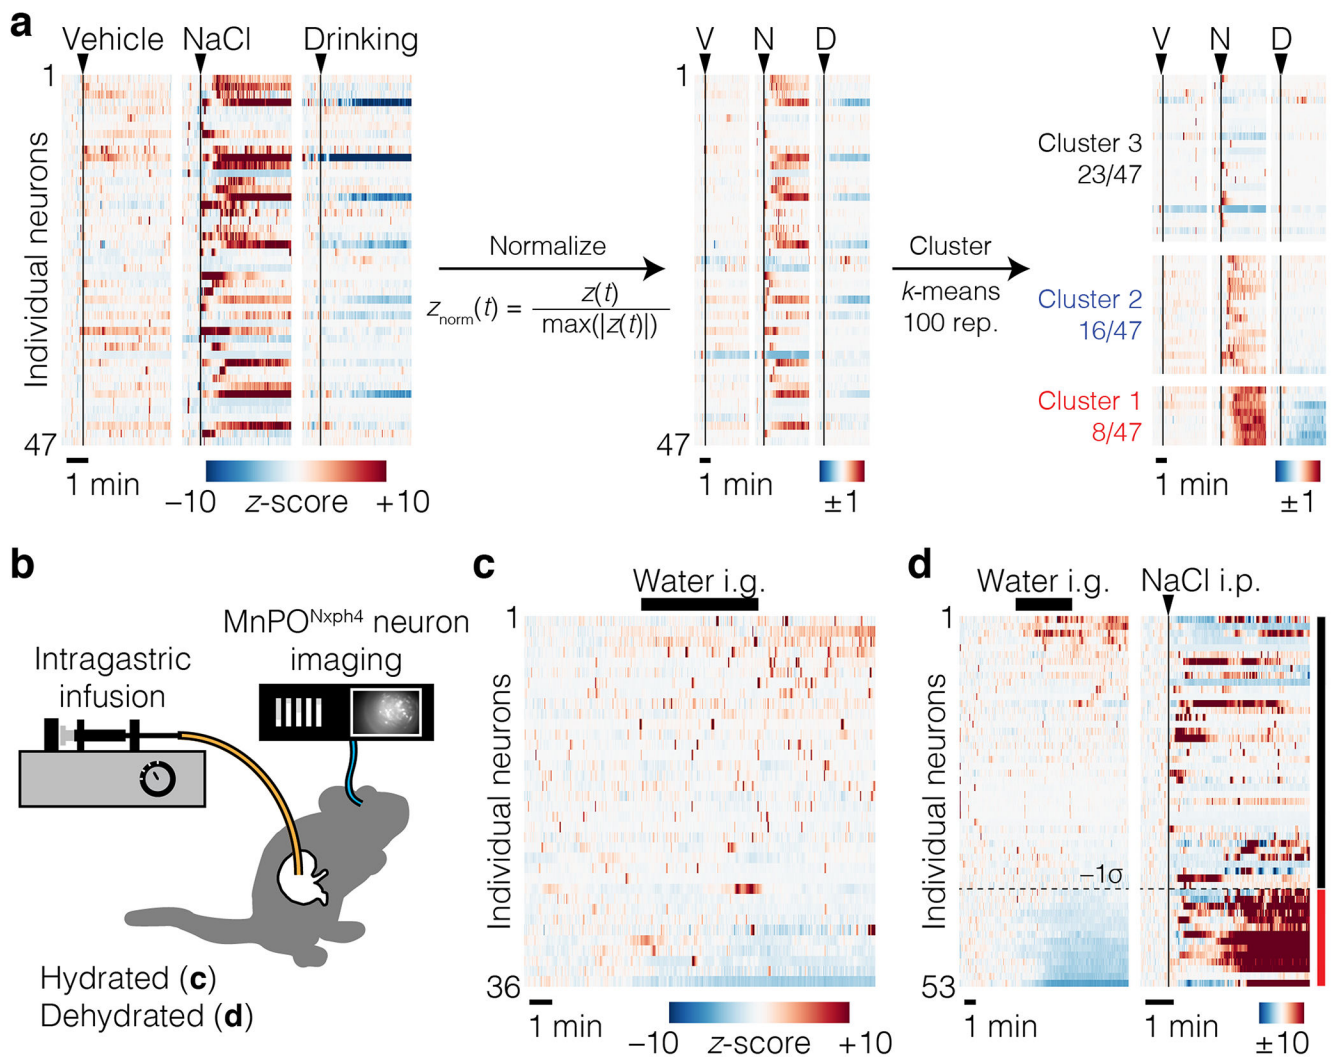 a
Vehicle NaCl Drinking
V N D
V N D
1
1
Individual neurons
47
47
1 min
−10 z-score +10
Normalize
z_norm(t) = z(t) / max(|z(t)|)
1 min
±1
Cluster
k-means
100 rep.
Cluster 3
23/47
Cluster 2
16/47
Cluster 1
8/47
1 min
±1
b
Intragastric
infusion
MnPO^Nxph4 neuron
imaging
Hydrated (c)
Dehydrated (d)
c
Water i.g.
1
Individual neurons
36
1 min
−10 z-score +10
d
Water i.g. NaCl i.p.
1
Individual neurons
−1σ
53
1 min
1 min
±10